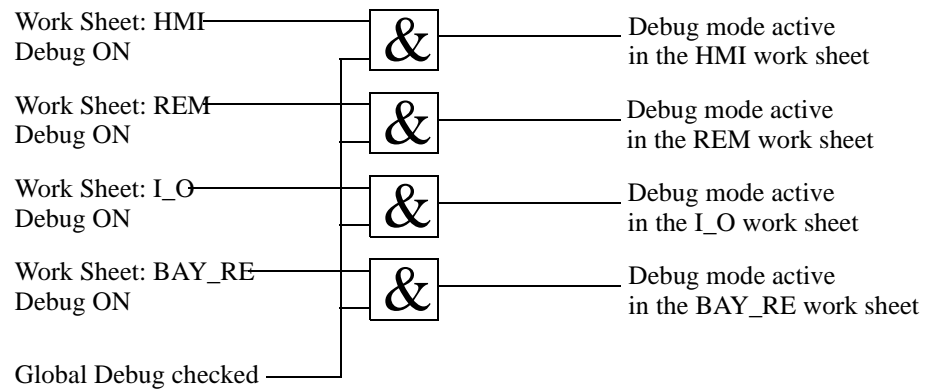 Work Sheet: HMI
Debug ON
&
Debug mode active
in the HMI work sheet
Work Sheet: REM
Debug ON
&
Debug mode active
in the REM work sheet
Work Sheet: I_O
Debug ON
&
Debug mode active
in the I_O work sheet
Work Sheet: BAY_RE
Debug ON
&
Debug mode active
in the BAY_RE work sheet
Global Debug checked